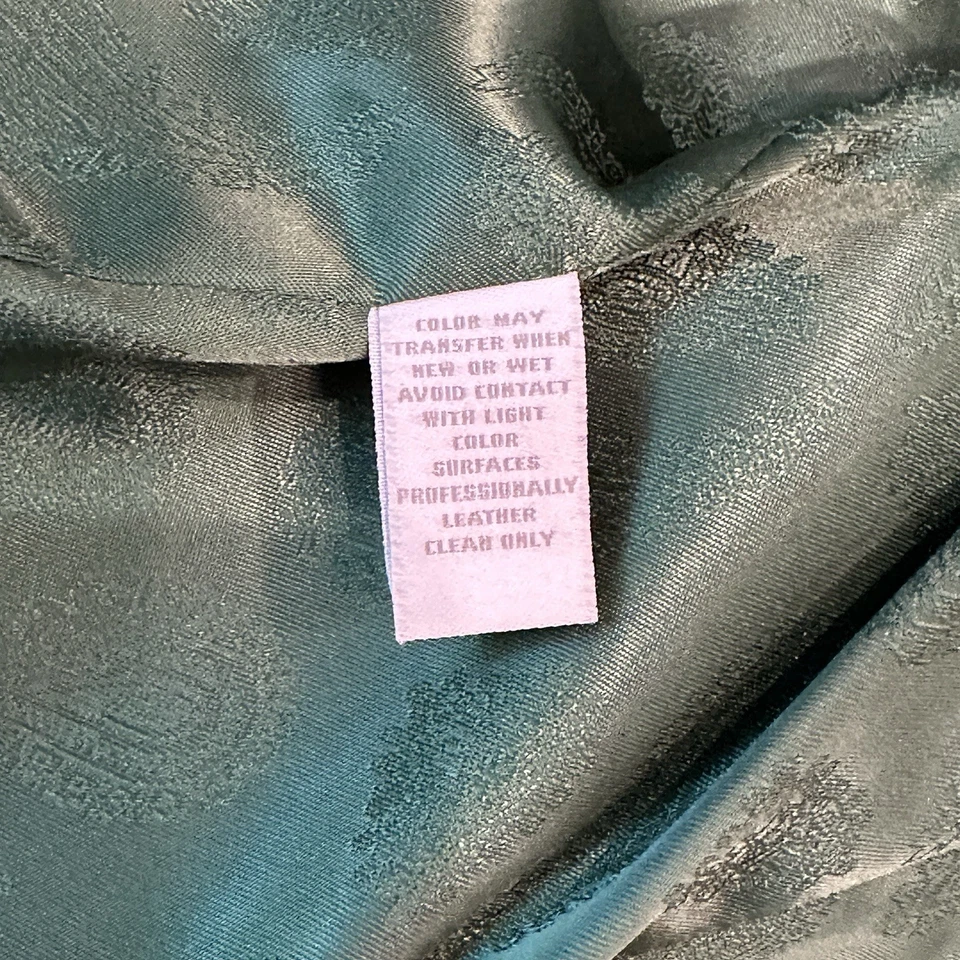 COLOR MAY
TRANSFER WHEN
NEW OR WET
AVOID CONTACT
WITH LIGHT
COLOR
SURFACES
PROFESSIONALLY
LEATHER
CLEAN ONLY